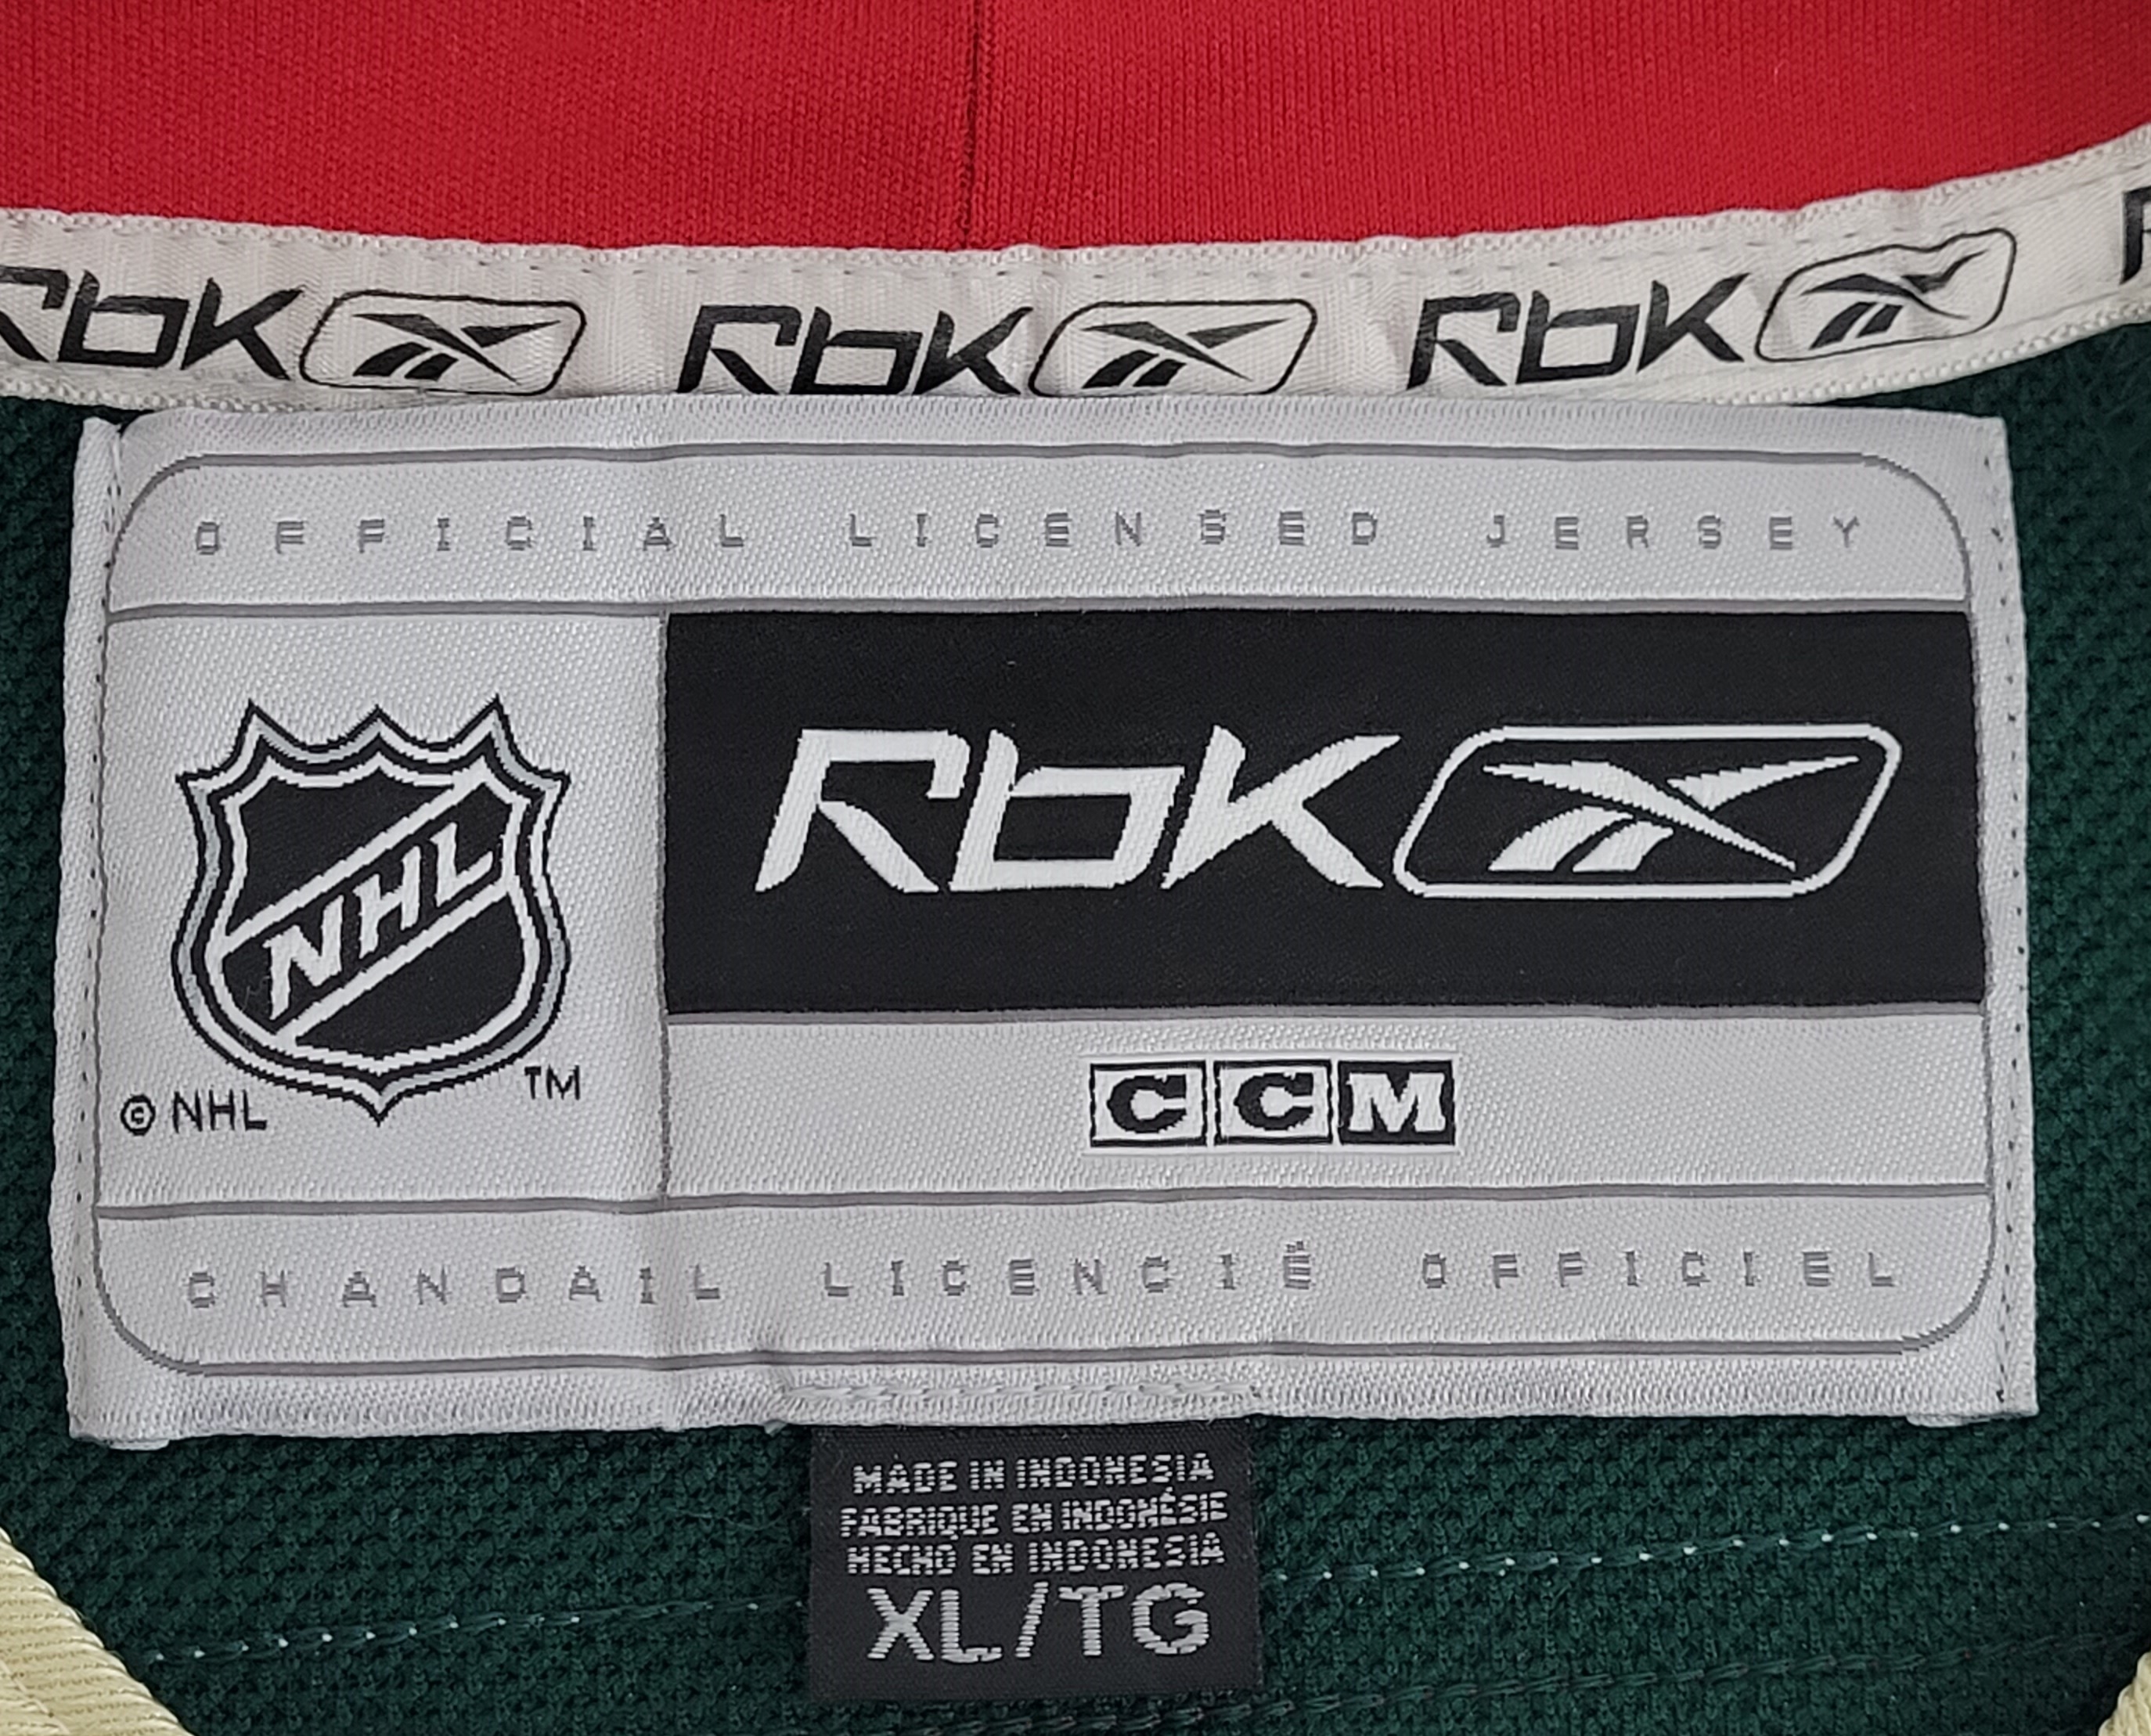 RbK RbK RbK
OFFICIAL LICENSED JERSEY
NHL
RbK
© NHL TM
CCM
CHANDAIL LICENCIÉ OFFICIEL
MADE IN INDONESIA
FABRIQUE EN INDONÉSIE
HECHO EN INDONESIA
XL/TG